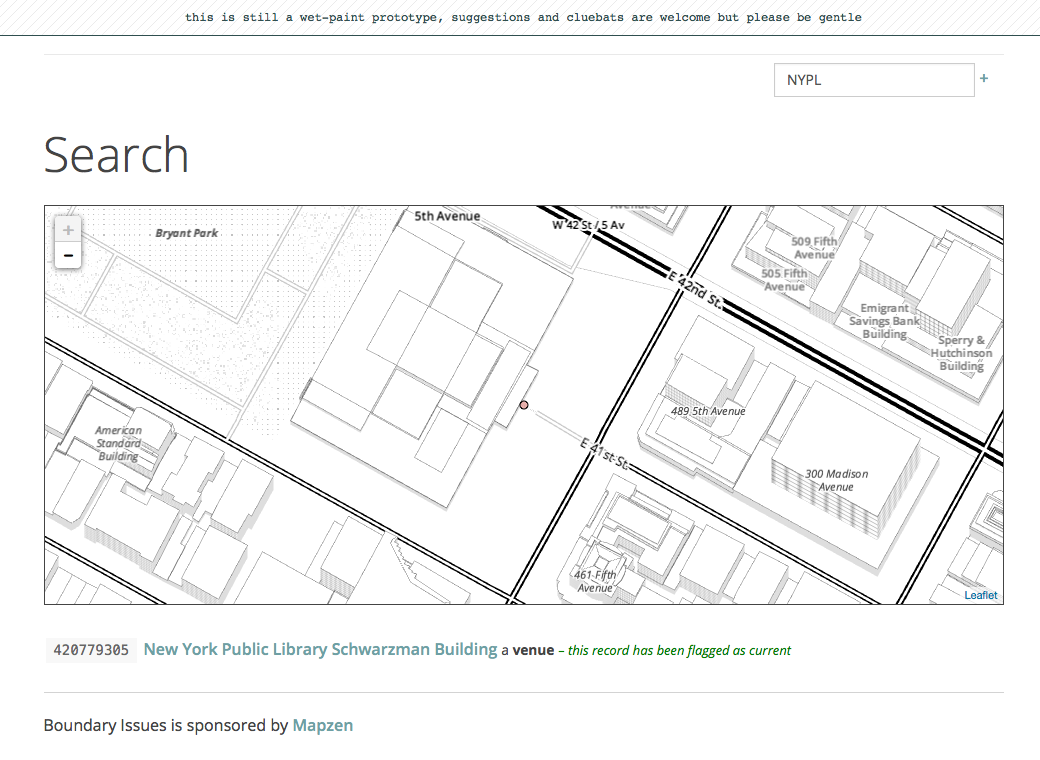 this is still a wet-paint prototype, suggestions and cluebats are welcome but please be gentle
NYPL +
Search
+
-
Bryant Park
5th Avenue
W 42 St / 5 Av
Avenue
E 42nd St.
509 Fifth
Avenue
505 Fifth
Avenue
Emigrant
Savings Bank
Building
Sperry &
Hutchinson
Building
American
Standard
Building
489 5th Avenue
E 41st St.
300 Madison
Avenue
461 Fifth
Avenue
Leaflet
420779305 New York Public Library Schwarzman Building a venue – this record has been flagged as current
Boundary Issues is sponsored by Mapzen